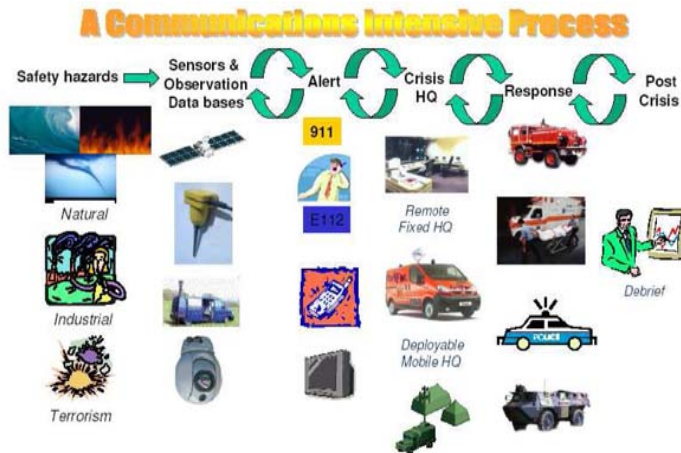 A Communications Intensive Process
Safety hazards
Sensors &
Observation
Data bases
Alert
Crisis
HQ
Response
Post
Crisis
911
E112
Natural
Remote
Fixed HQ
Industrial
Debrief
Deployable
Mobile HQ
POLICE
Terrorism